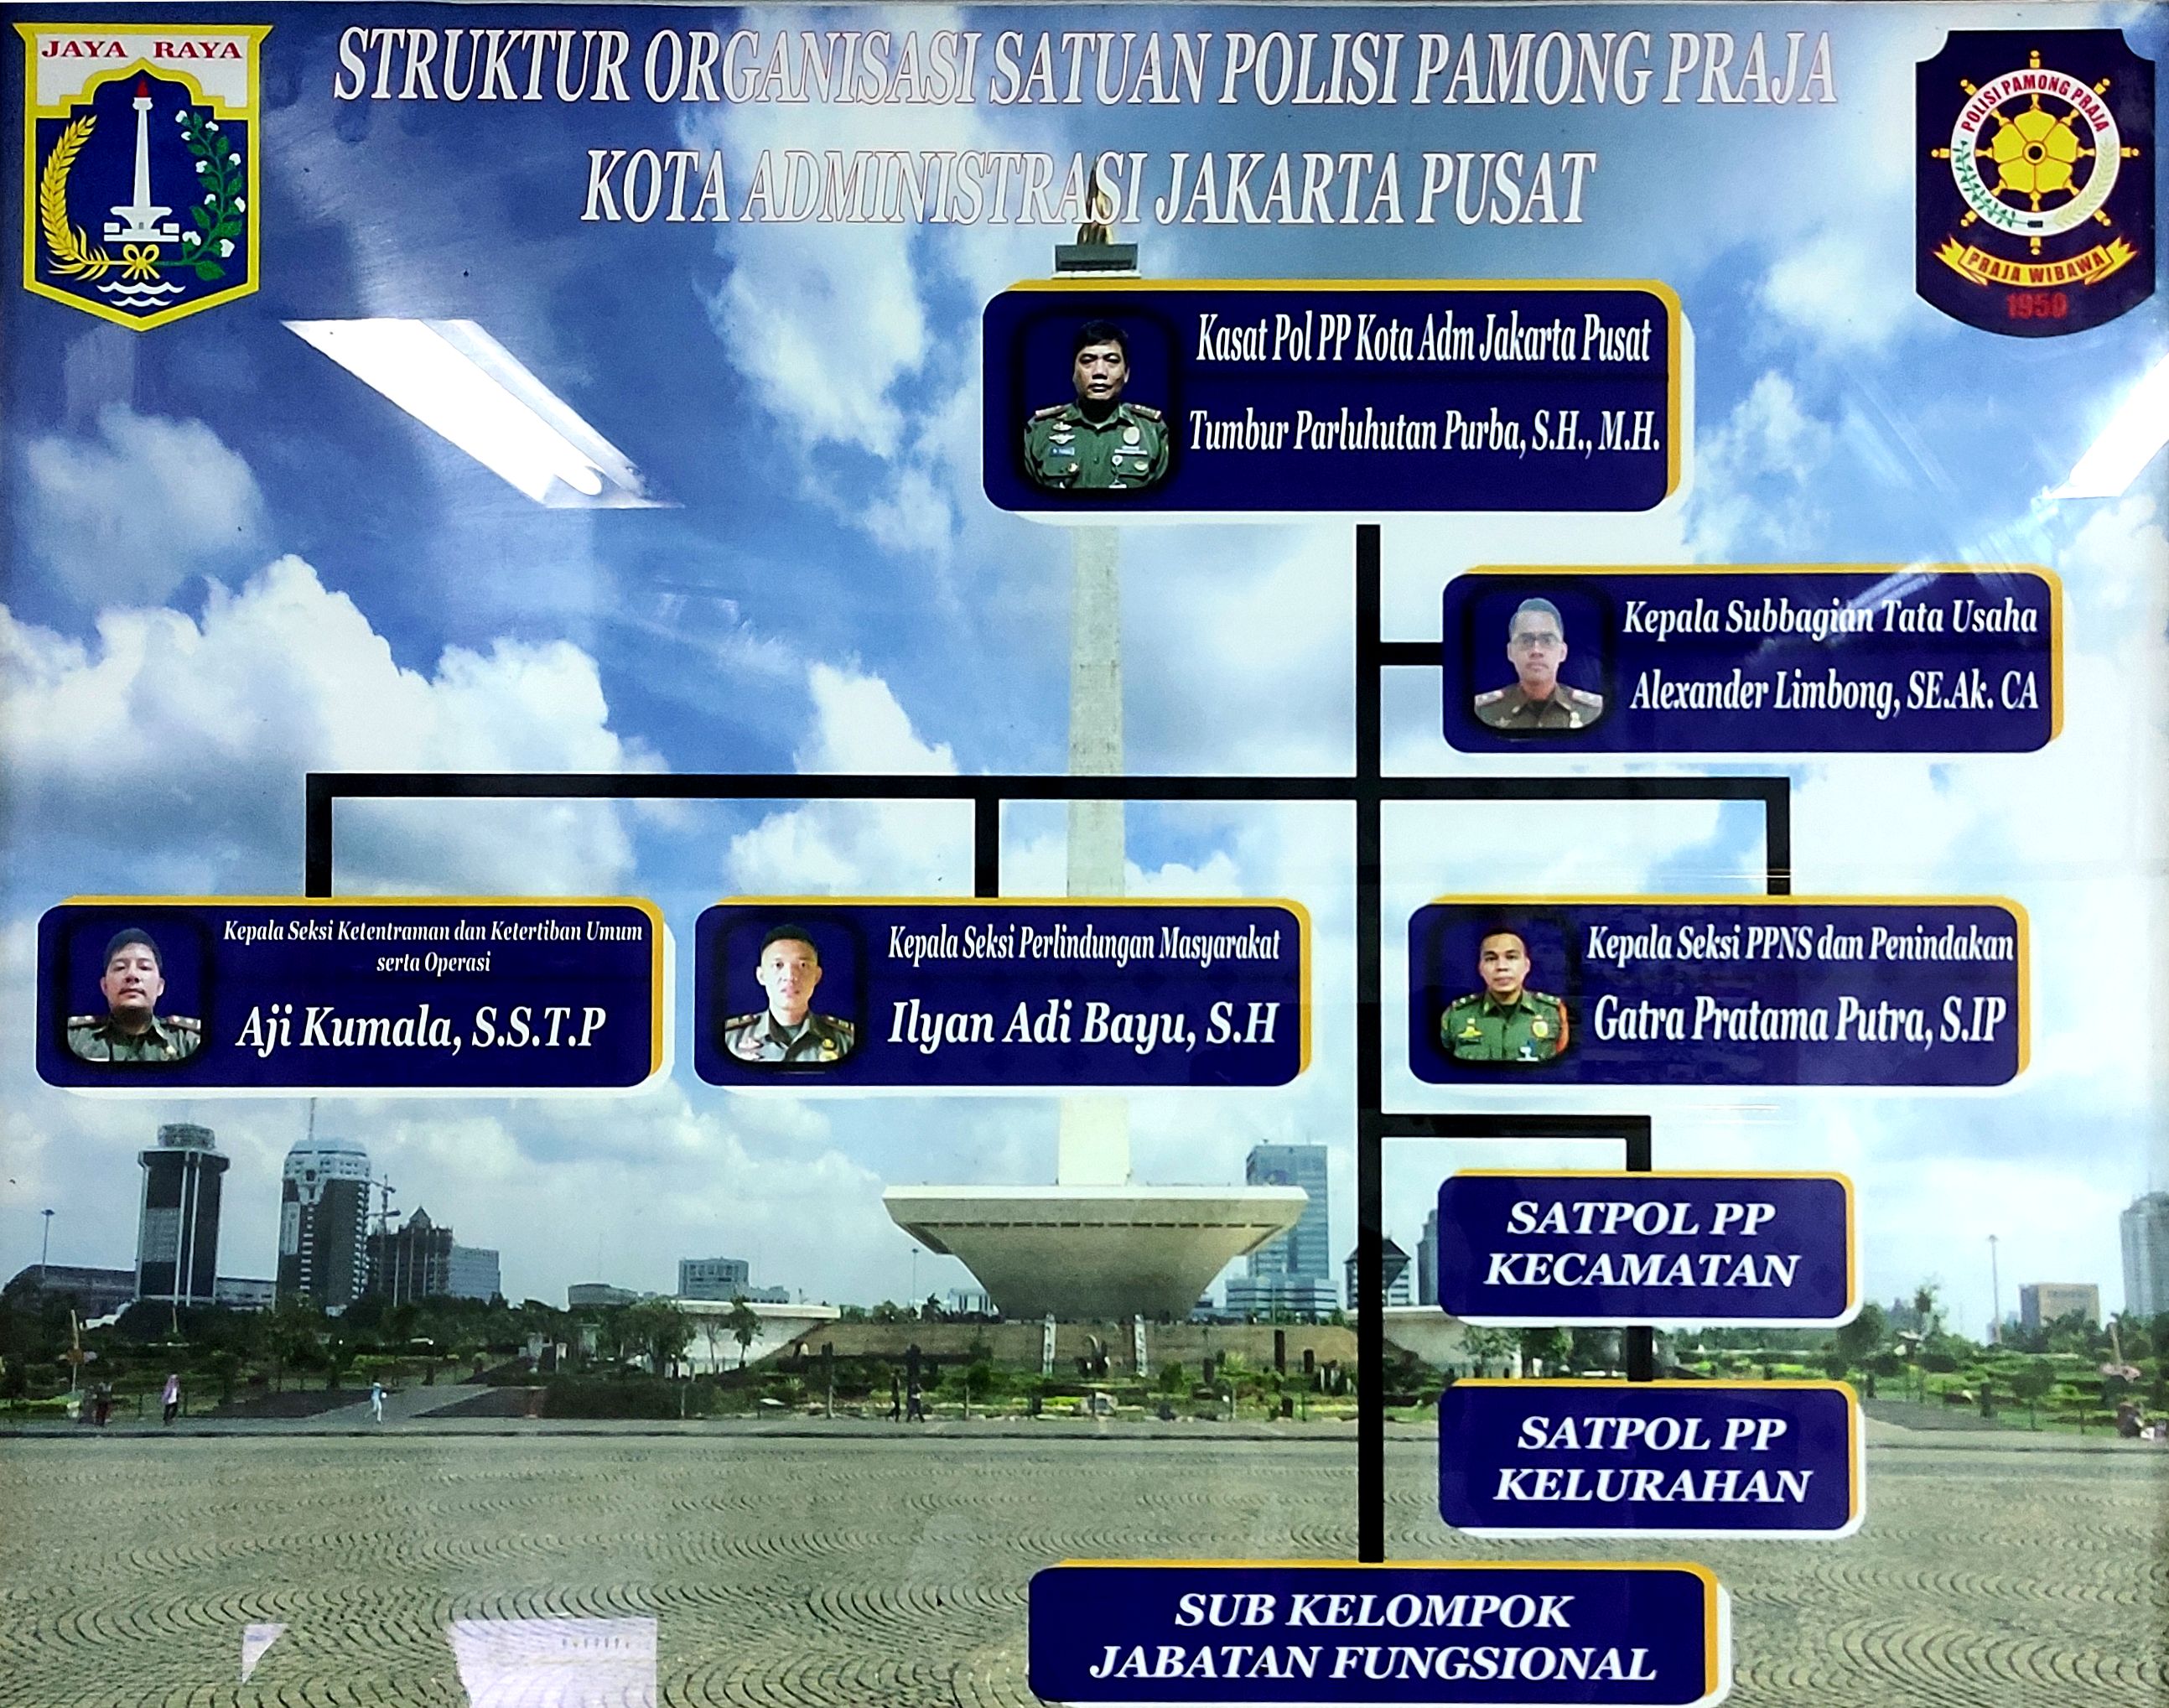 JAYA RAYA
STRUKTUR ORGANISASI SATUAN POLISI PAMONG PRAJA
KOTA ADMINISTRASI JAKARTA PUSAT
POLISI PAMONG PRAJA
PRAJA WIBAWA
1950
Kasat Pol PP Kota Adm Jakarta Pusat
Tumbur Parluhutan Purba, S.H., M.H.
Kepala Subbagian Tata Usaha
Alexander Limbong, SE.Ak. CA
Kepala Seksi Ketentraman dan Ketertiban Umum
serta Operasi
Aji Kumala, S.S.T.P
Kepala Seksi Perlindungan Masyarakat
Ilyan Adi Bayu, S.H
Kepala Seksi PPNS dan Penindakan
Gatra Pratama Putra, S.IP
SATPOL PP
KECAMATAN
SATPOL PP
KELURAHAN
SUB KELOMPOK
JABATAN FUNGSIONAL